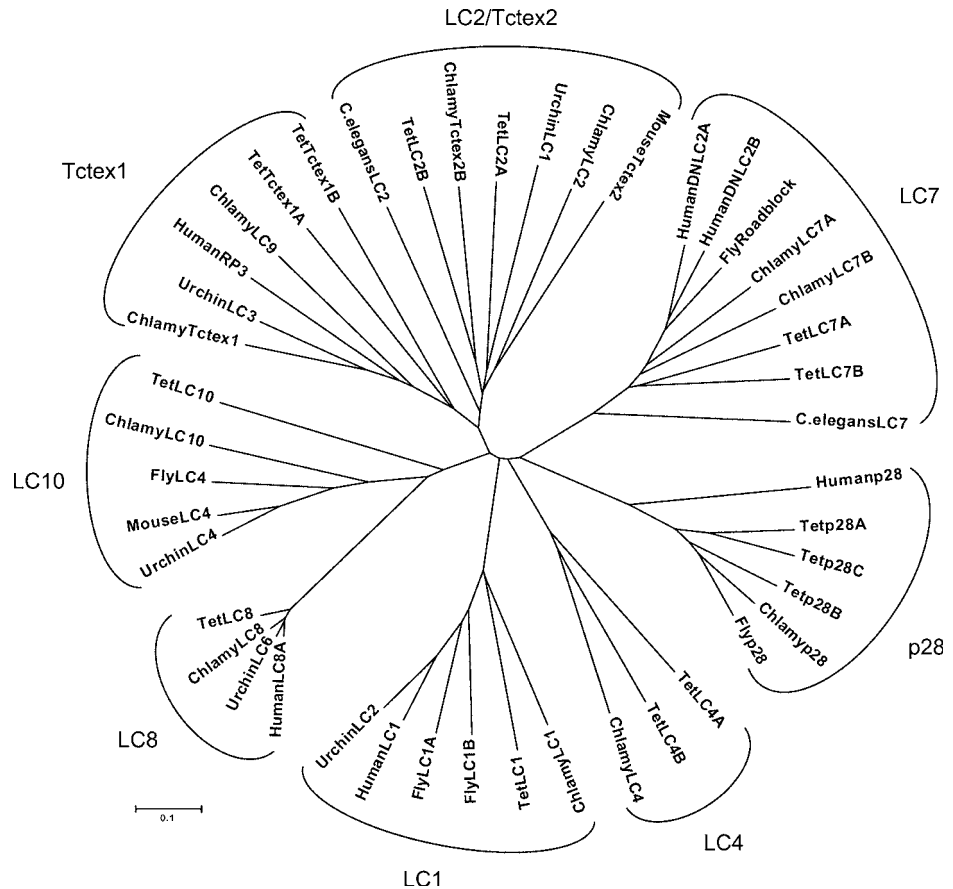 LC2/Tctex2
C.elegansLC2
TetLC2B
ChlamyTctex2B
TetLC2A
UrchinLC1
ChlamyLC2
MouseTctex2
LC7
HumanDNLC2A
HumanDNLC2B
FlyRoadblock
ChlamyLC7A
ChlamyLC7B
TetLC7A
TetLC7B
C.elegansLC7
p28
Humanp28
Tetp28A
Tetp28C
Tetp28B
Chlamyp28
Flyp28
LC4
TetLC4A
TetLC4B
ChlamyLC4
LC1
ChlamyLC1
TetLC1
FlyLC1B
FlyLC1A
HumanLC1
UrchinLC2
LC8
HumanLC8A
UrchinLC6
ChlamyLC8
TetLC8
LC10
UrchinLC4
MouseLC4
FlyLC4
ChlamyLC10
TetLC10
Tctex1
ChlamyTctex1
UrchinLC3
HumanRP3
ChlamyLC9
TetTctex1A
TetTctex1B
0.1